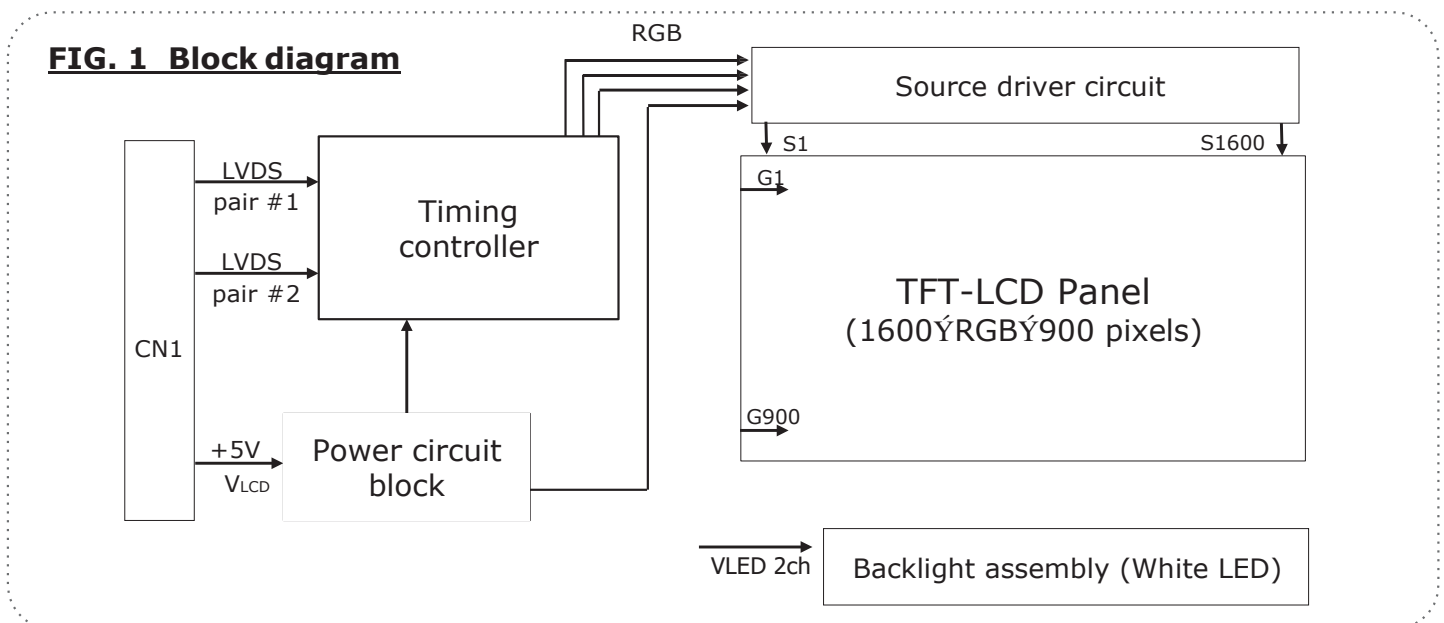 FIG. 1 Block diagram
RGB
Source driver circuit
S1
S1600
CN1
LVDS
pair #1
LVDS
pair #2
Timing
controller
G1
TFT-LCD Panel
(1600ÝRGBÝ900 pixels)
G900
+5V
VLCD
Power circuit
block
VLED 2ch
Backlight assembly (White LED)